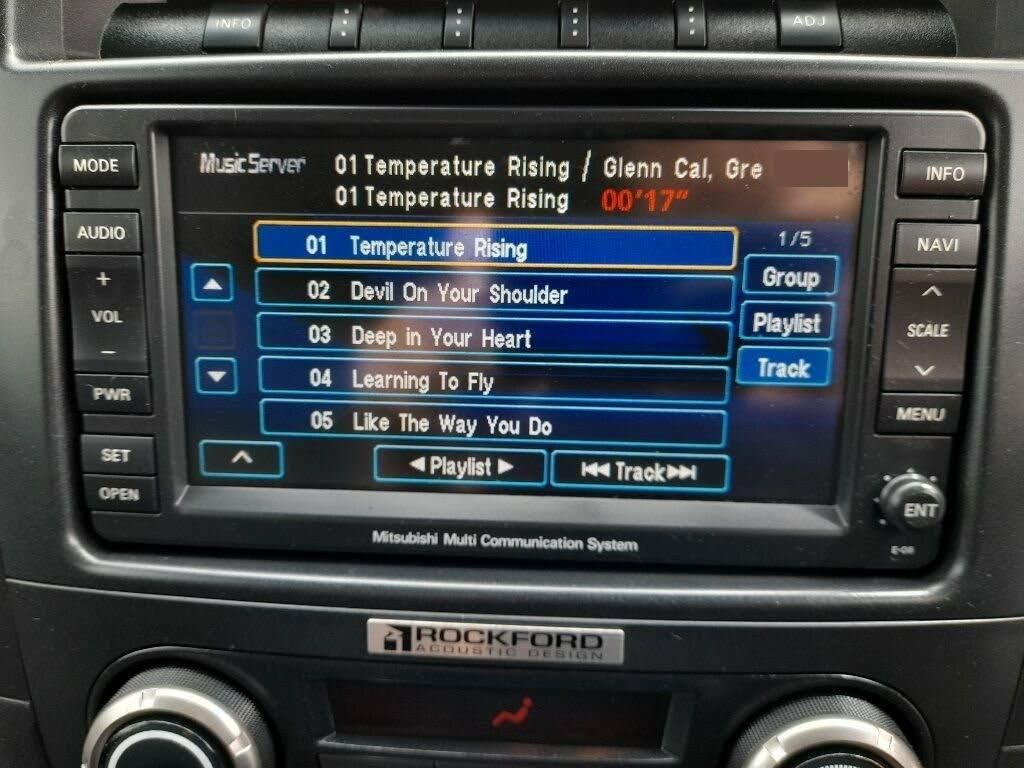 INFO
ADJ
MODE
AUDIO
+
VOL
–
PWR
SET
OPEN
Music Server
01 Temperature Rising / Glenn Cal, Gre
01 Temperature Rising 00'17"
01 Temperature Rising
02 Devil On Your Shoulder
03 Deep in Your Heart
04 Learning To Fly
05 Like The Way You Do
1/5
Group
Playlist
Track
◀ Playlist ▶
⏮ Track ⏭
INFO
NAVI
SCALE
MENU
ENT
E-08
Mitsubishi Multi Communication System
ROCKFORD
ACOUSTIC DESIGN